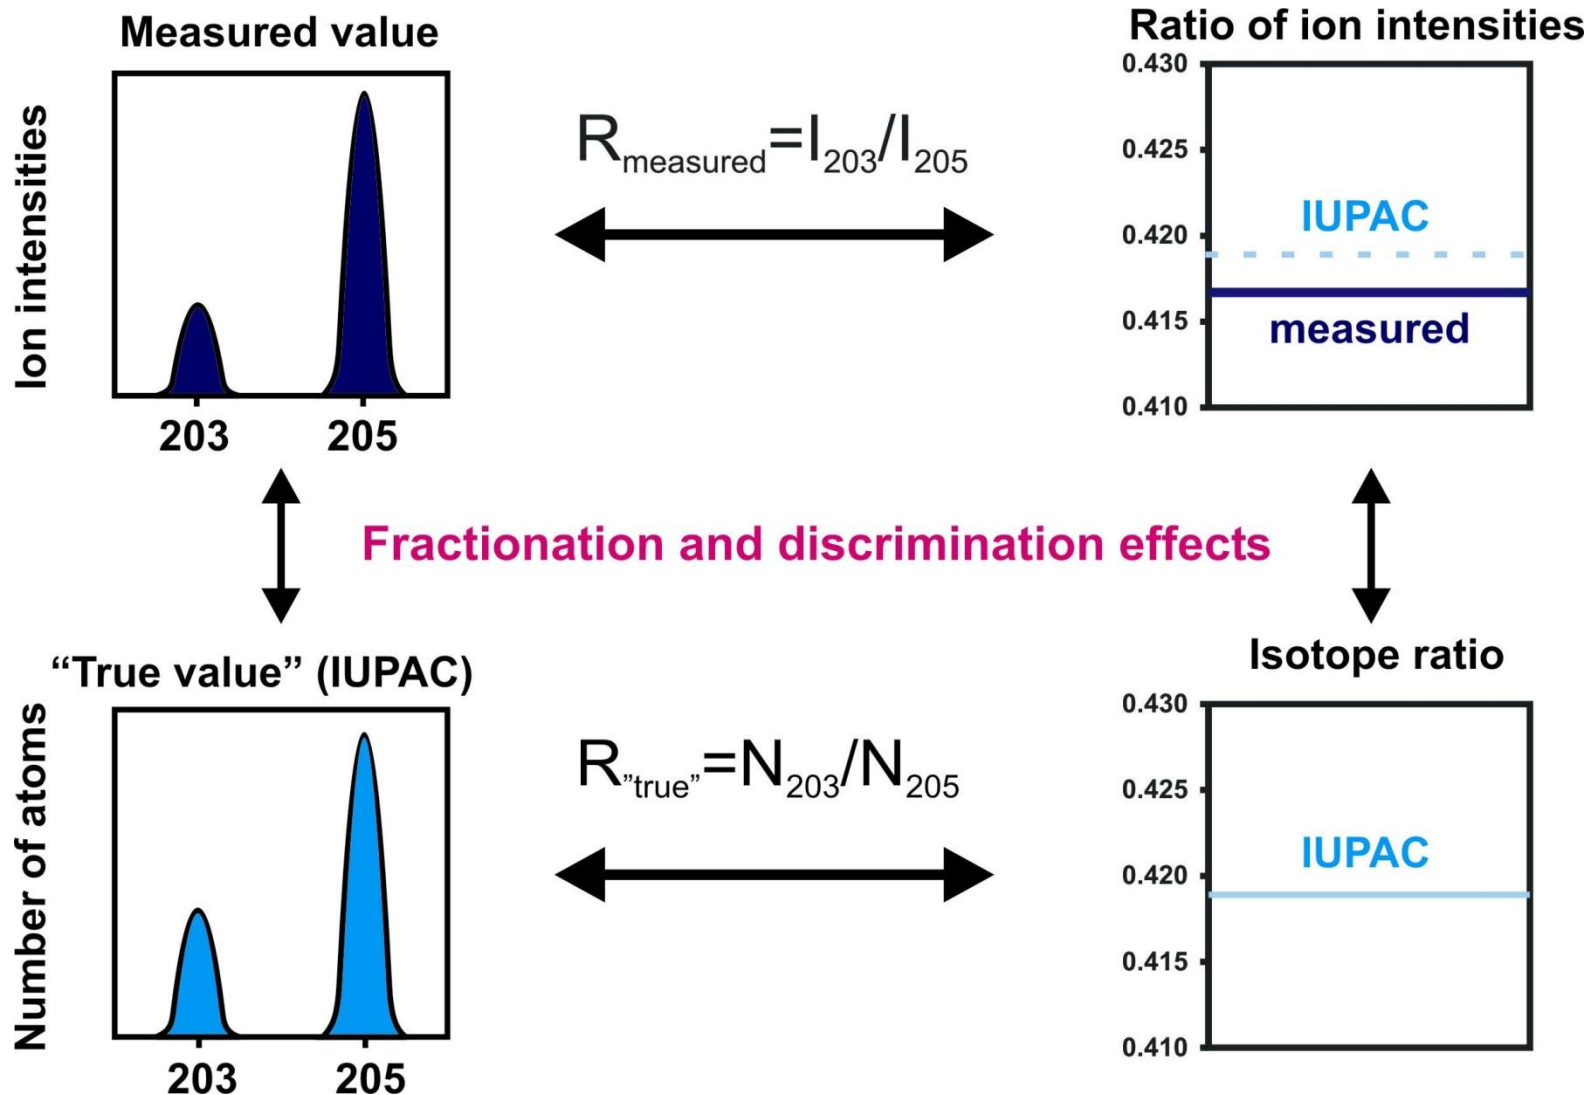 Measured value
Ion intensities
203
205
R measured=I203/I205
Ratio of ion intensities
0.430
0.425
0.420
0.415
0.410
IUPAC
measured
Fractionation and discrimination effects
“True value” (IUPAC)
Number of atoms
203
205
R”true”=N203/N205
Isotope ratio
0.430
0.425
0.420
0.415
0.410
IUPAC